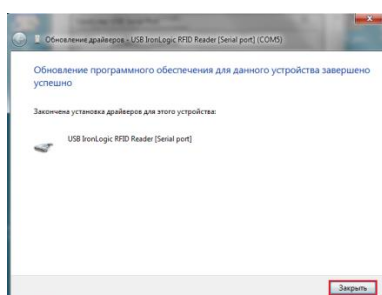 Обновление драйверов - USB IronLogic RFID Reader [Serial port] (COM5)
Обновление программного обеспечения для данного устройства завершено
успешно
Закончена установка драйверов для этого устройства:
USB IronLogic RFID Reader [Serial port]
Закрыть